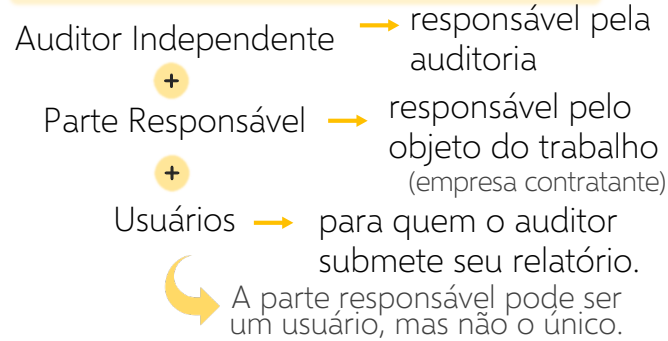 Auditor Independente → responsável pela
auditoria
+
Parte Responsável → responsável pelo
objeto do trabalho
(empresa contratante)
+
Usuários → para quem o auditor
submete seu relatório.
A parte responsável pode ser
um usuário, mas não o único.